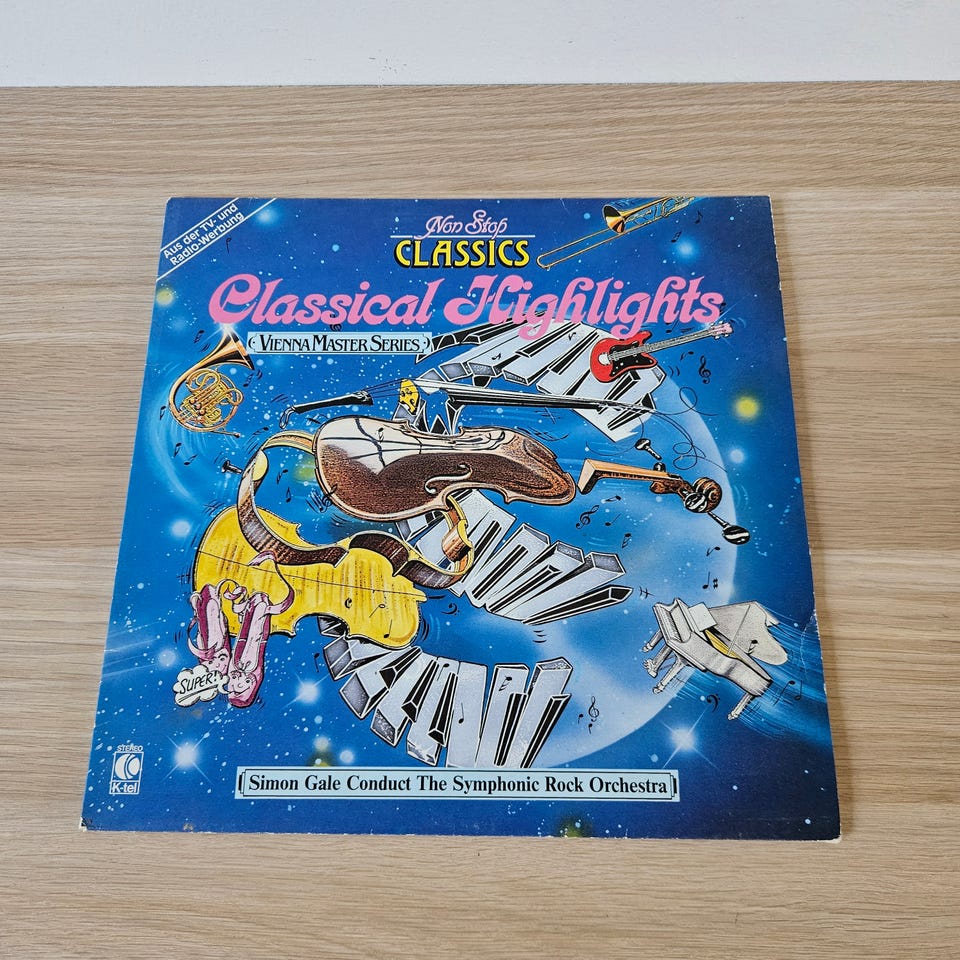 Aus der TV- und
Radio-Werbung
Non Stop
CLASSICS
Classical Highlights
VIENNA MASTER SERIES
SUPER!
STEREO
K-tel
Simon Gale Conduct The Symphonic Rock Orchestra